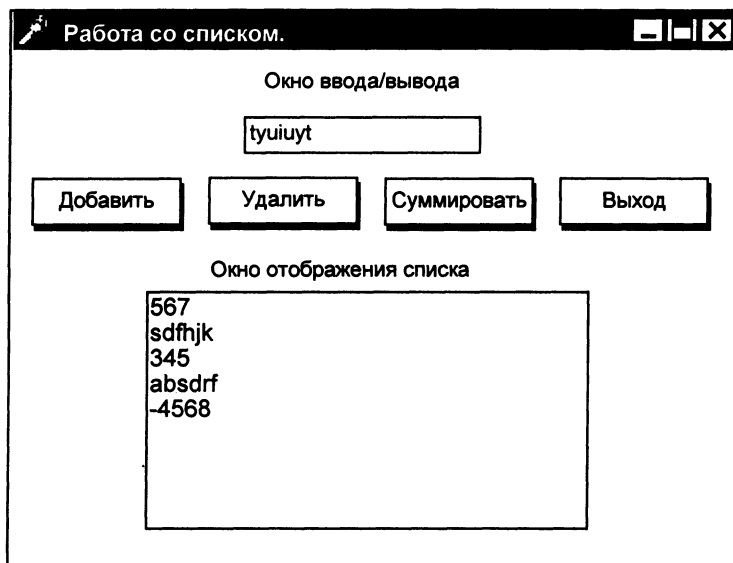 Работа со списком.
Окно ввода/вывода
tyuiuyt
Добавить Удалить Суммировать Выход
Окно отображения списка
567
sdfhjk
345
absdrf
-4568